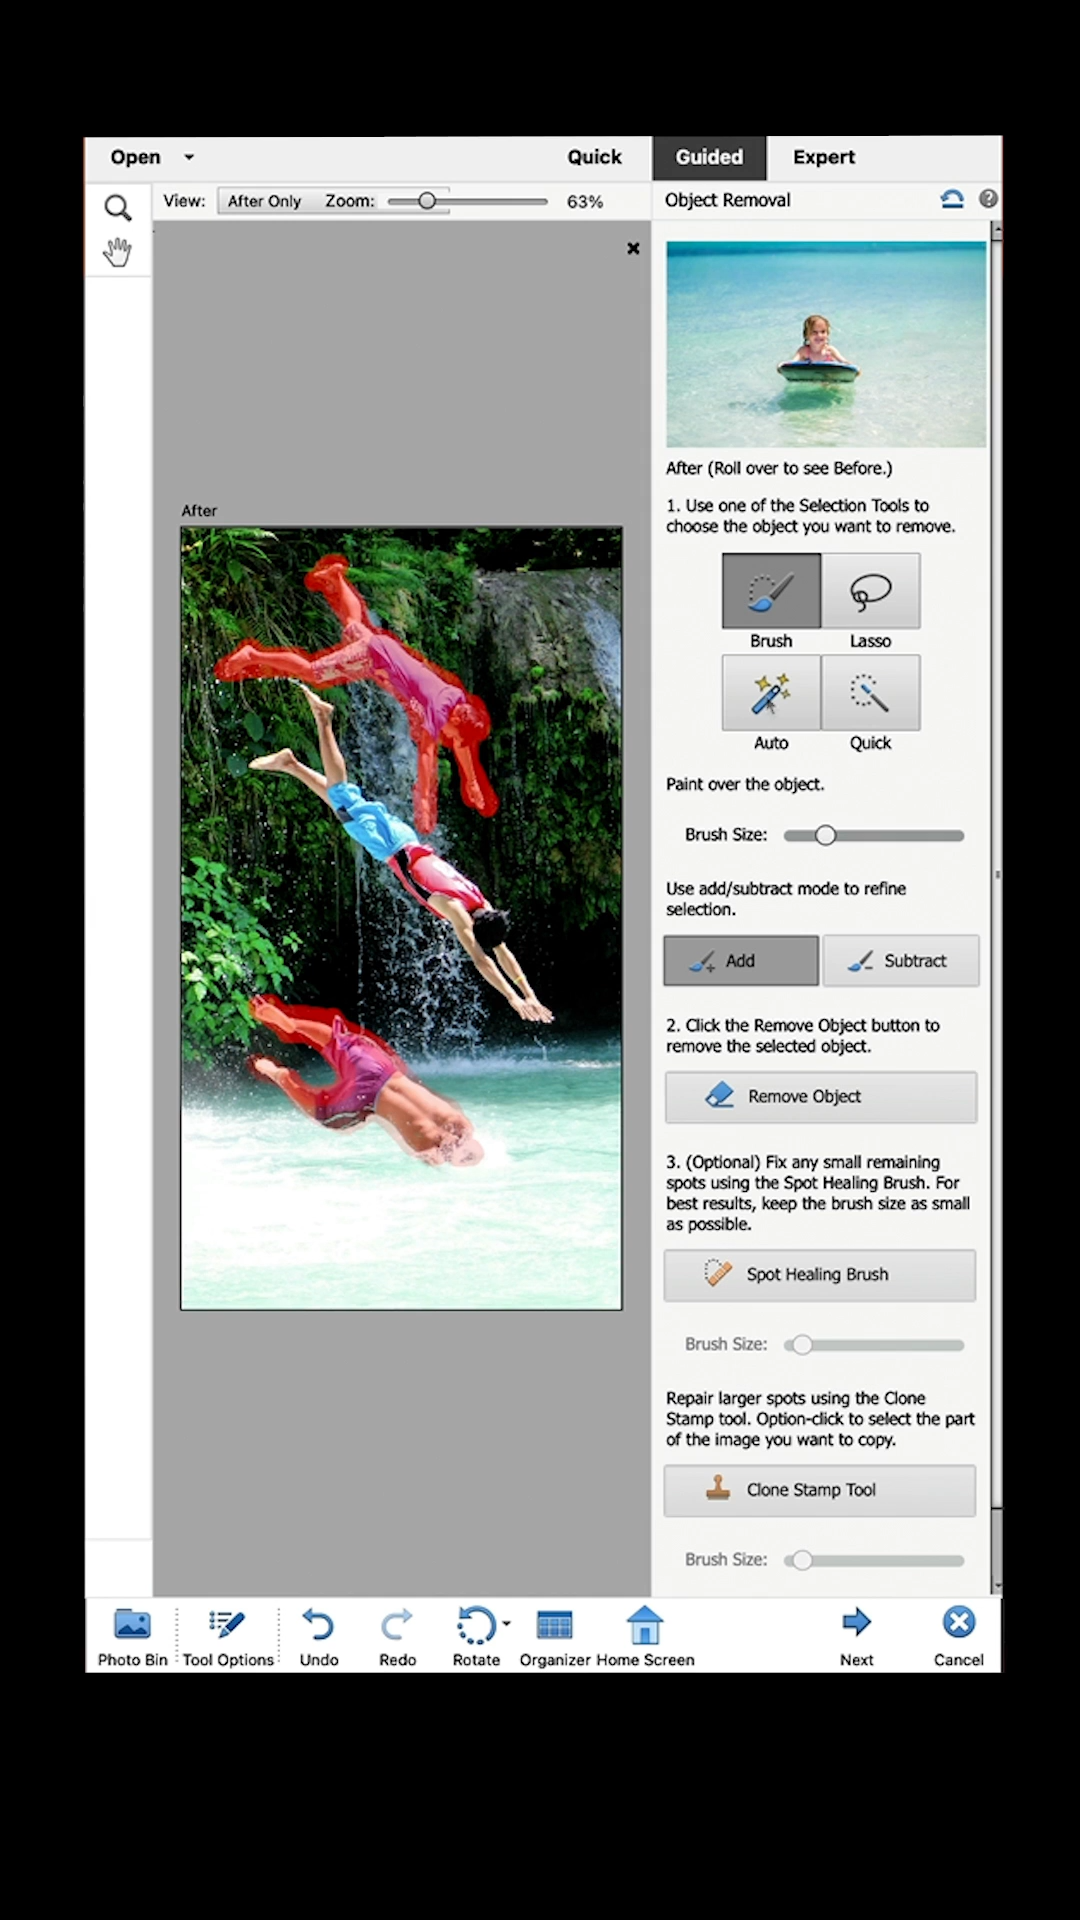 Open
Quick
Guided
Expert
View:
After Only
Zoom:
63%
Object Removal
After (Roll over to see Before.)
1. Use one of the Selection Tools to
choose the object you want to remove.
After
Brush
Lasso
Auto
Quick
Paint over the object.
Brush Size:
Use add/subtract mode to refine
selection.
Add
Subtract
2. Click the Remove Object button to
remove the selected object.
Remove Object
3. (Optional) Fix any small remaining
spots using the Spot Healing Brush. For
best results, keep the brush size as small
as possible.
Spot Healing Brush
Brush Size:
Repair larger spots using the Clone
Stamp tool. Option-click to select the part
of the image you want to copy.
Clone Stamp Tool
Brush Size:
Photo Bin
Tool Options
Undo
Redo
Rotate
Organizer
Home Screen
Next
Cancel